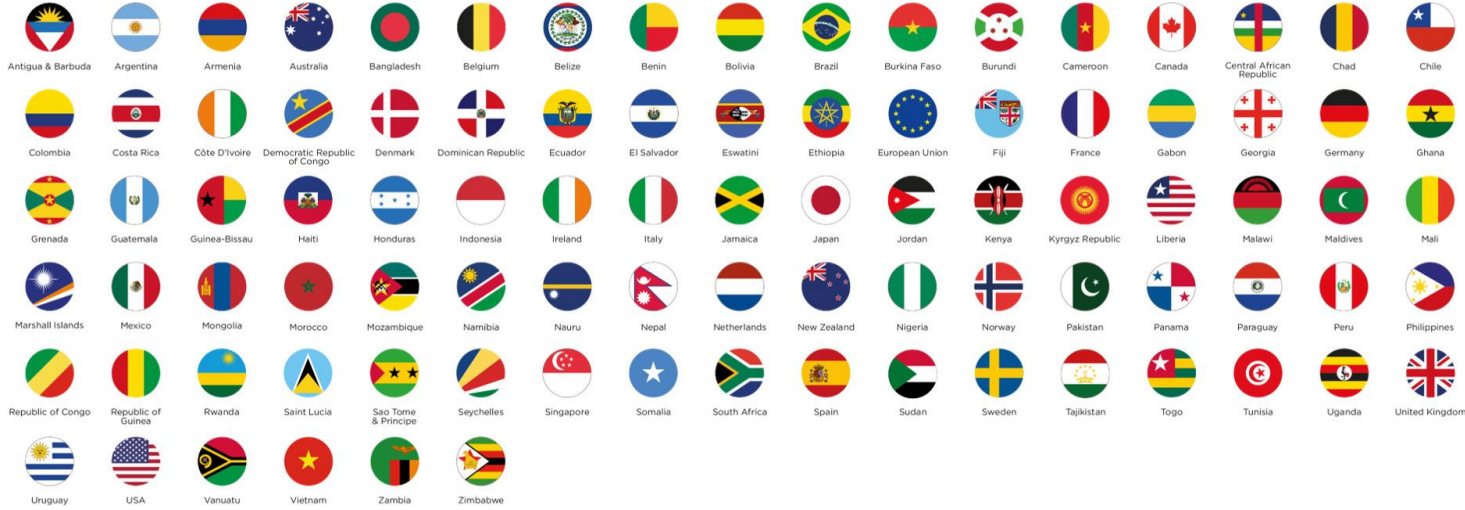 Antigua & Barbuda
Argentina
Armenia
Australia
Bangladesh
Belgium
Belize
Benin
Bolivia
Brazil
Burkina Faso
Burundi
Cameroon
Canada
Central African
Republic
Chad
Chile
Colombia
Costa Rica
Côte D'Ivoire
Democratic Republic
of Congo
Denmark
Dominican Republic
Ecuador
El Salvador
Eswatini
Ethiopia
European Union
Fiji
France
Gabon
Georgia
Germany
Ghana
Grenada
Guatemala
Guinea-Bissau
Haiti
Honduras
Indonesia
Ireland
Italy
Jamaica
Japan
Jordan
Kenya
Kyrgyz Republic
Liberia
Malawi
Maldives
Mali
Marshall Islands
Mexico
Mongolia
Morocco
Mozambique
Namibia
Nauru
Nepal
Netherlands
New Zealand
Nigeria
Norway
Pakistan
Panama
Paraguay
Peru
Philippines
Republic of Congo
Republic of
Guinea
Rwanda
Saint Lucia
Sao Tome
& Principe
Seychelles
Singapore
Somalia
South Africa
Spain
Sudan
Sweden
Tajikistan
Togo
Tunisia
Uganda
United Kingdom
Uruguay
USA
Vanuatu
Vietnam
Zambia
Zimbabwe